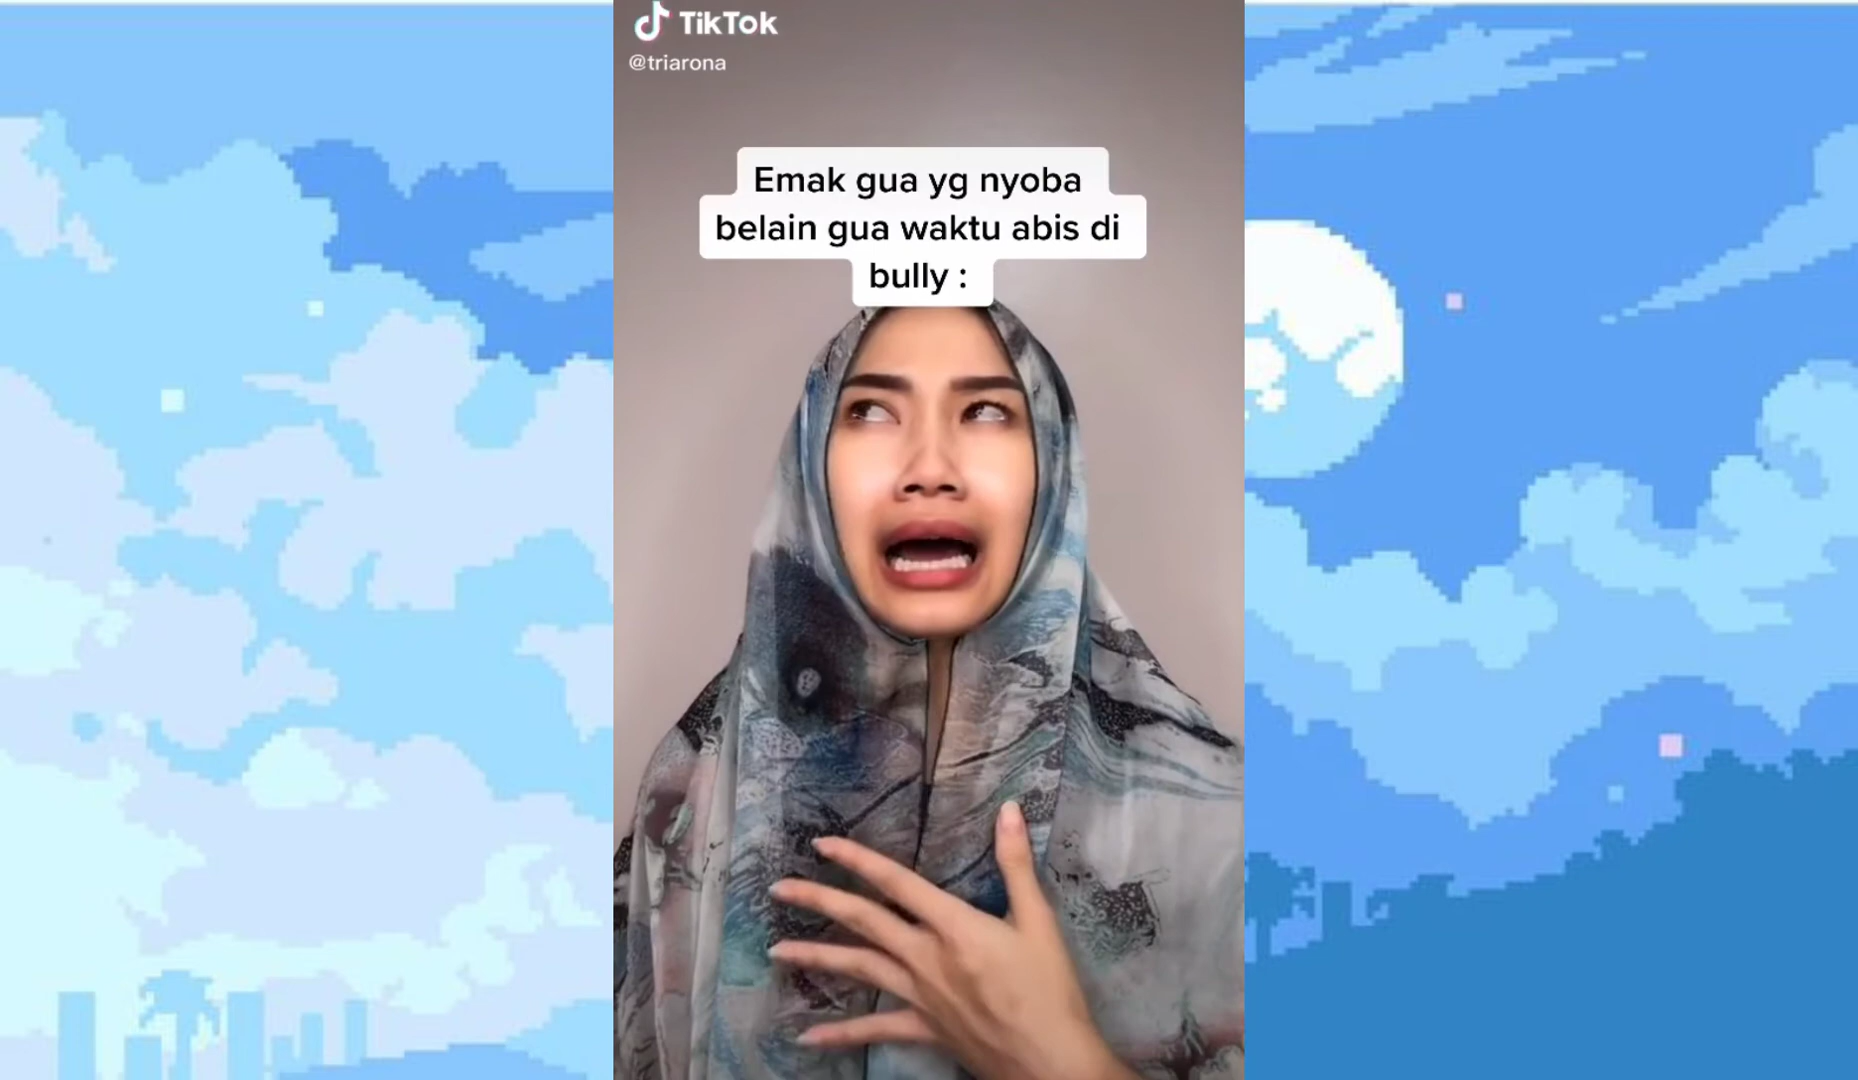 TikTok
@triarona
Emak gua yg nyoba
belain gua waktu abis di
bully :